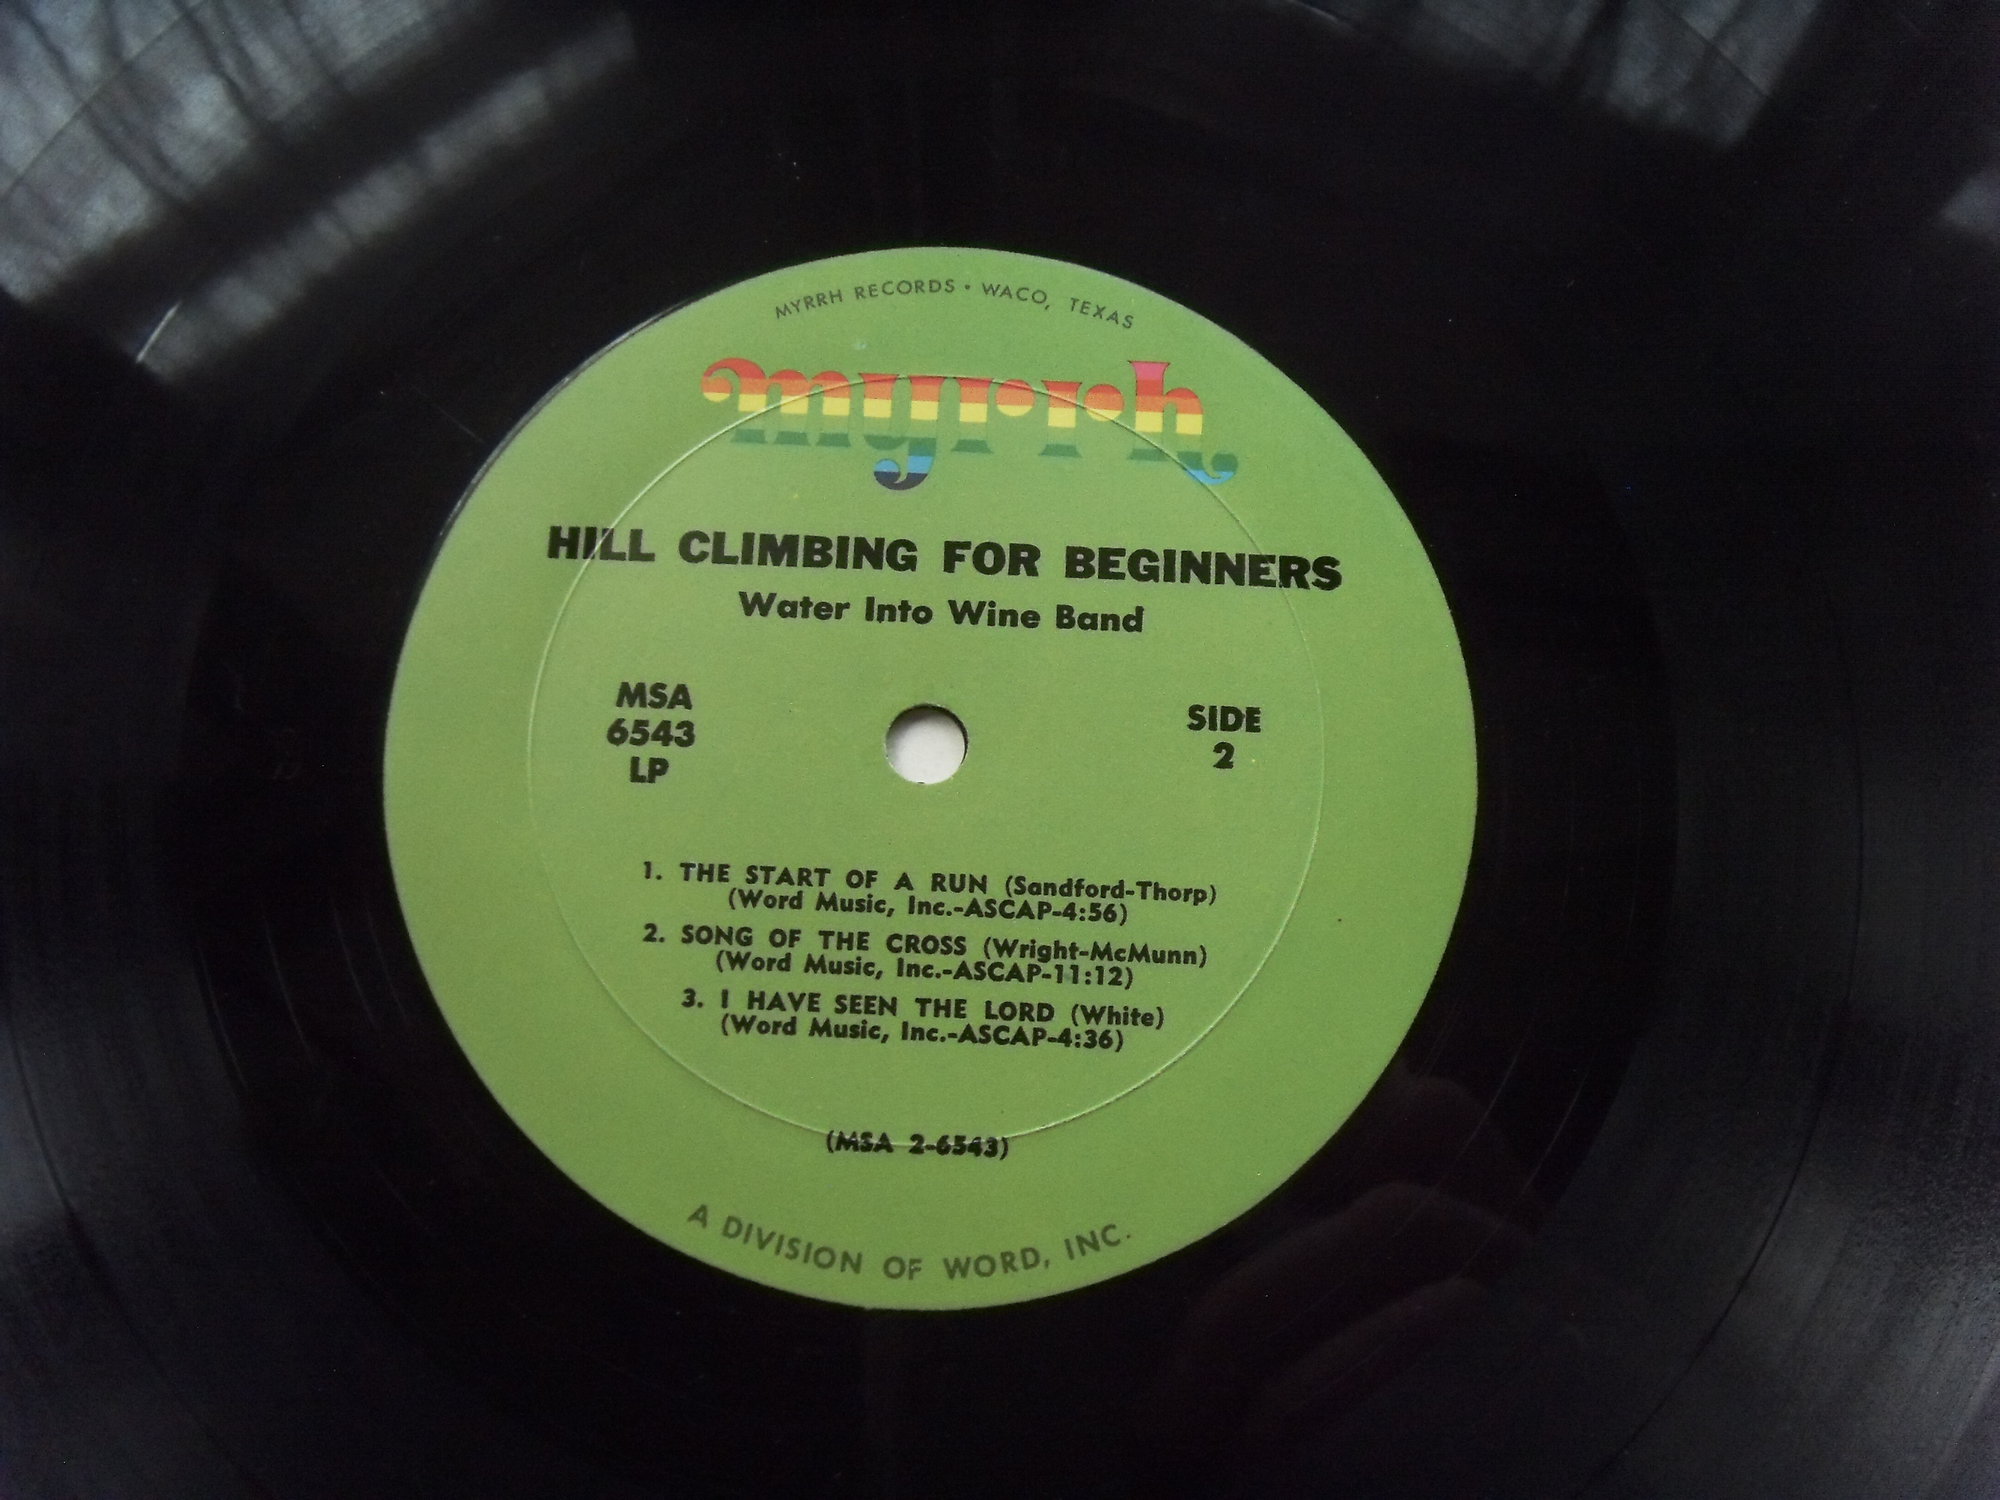 MYRRH RECORDS • WACO, TEXAS
myrrh
HILL CLIMBING FOR BEGINNERS
Water Into Wine Band
MSA
6543
LP
SIDE
2
1. THE START OF A RUN (Sandford-Thorp)
(Word Music, Inc.-ASCAP-4:56)
2. SONG OF THE CROSS (Wright-McMunn)
(Word Music, Inc.-ASCAP-11:12)
3. I HAVE SEEN THE LORD (White)
(Word Music, Inc.-ASCAP-4:36)
(MSA 2-6543)
A DIVISION OF WORD, INC.